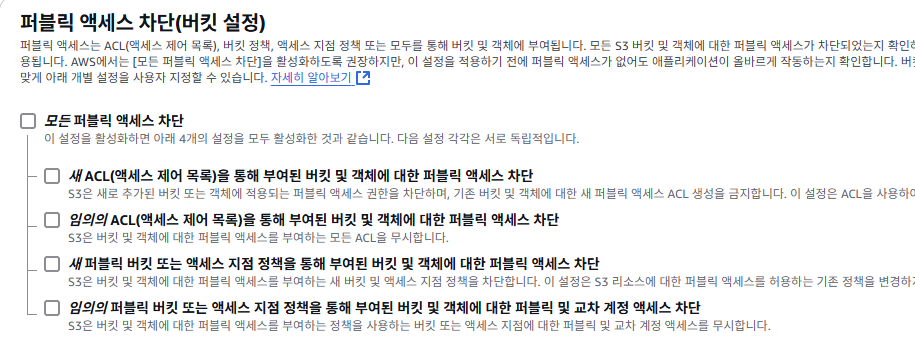 퍼블릭 액세스 차단(버킷 설정)
퍼블릭 액세스는 ACL(액세스 제어 목록), 버킷 정책, 액세스 지점 정책 또는 모두를 통해 버킷 및 객체에 부여됩니다. 모든 S3 버킷 및 객체에 대한 퍼블릭 액세스가 차단되었는지 확인하
용됩니다. AWS에서는 [모든 퍼블릭 액세스 차단]을 활성화하도록 권장하지만, 이 설정을 적용하기 전에 퍼블릭 액세스가 없어도 애플리케이션이 올바르게 작동하는지 확인합니다. 버킷
맞게 아래 개별 설정을 사용자 지정할 수 있습니다. 자세히 알아보기
모든 퍼블릭 액세스 차단
이 설정을 활성화하면 아래 4개의 설정을 모두 활성화한 것과 같습니다. 다음 설정 각각은 서로 독립적입니다.
새 ACL(액세스 제어 목록)을 통해 부여된 버킷 및 객체에 대한 퍼블릭 액세스 차단
S3은 새로 추가된 버킷 또는 객체에 적용되는 퍼블릭 액세스 권한을 차단하며, 기존 버킷 및 객체에 대한 새 퍼블릭 액세스 ACL 생성을 금지합니다. 이 설정은 ACL을 사용하여
임의의 ACL(액세스 제어 목록)을 통해 부여된 버킷 및 객체에 대한 퍼블릭 액세스 차단
S3은 버킷 및 객체에 대한 퍼블릭 액세스를 부여하는 모든 ACL을 무시합니다.
새 퍼블릭 버킷 또는 액세스 지점 정책을 통해 부여된 버킷 및 객체에 대한 퍼블릭 액세스 차단
S3은 버킷 및 객체에 대한 퍼블릭 액세스를 부여하는 새 버킷 및 액세스 지점 정책을 차단합니다. 이 설정은 S3 리소스에 대한 퍼블릭 액세스를 허용하는 기존 정책을 변경하지
임의의 퍼블릭 버킷 또는 액세스 지점 정책을 통해 부여된 버킷 및 객체에 대한 퍼블릭 및 교차 계정 액세스 차단
S3은 버킷 및 객체에 대한 퍼블릭 액세스를 부여하는 정책을 사용하는 버킷 또는 액세스 지점에 대한 퍼블릭 및 교차 계정 액세스를 무시합니다.